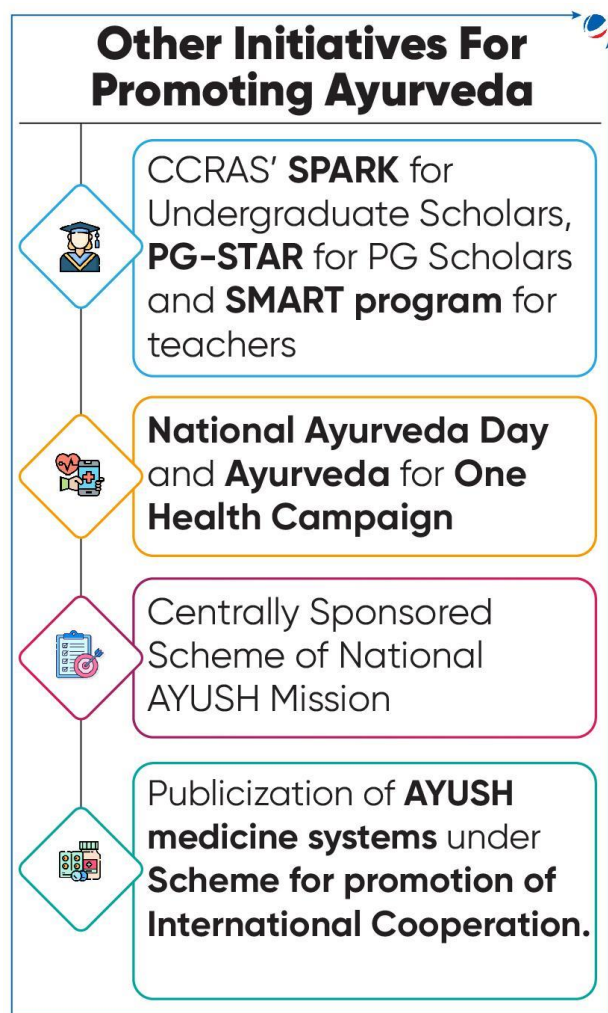 Other Initiatives For
Promoting Ayurveda
CCRAS’ SPARK for
Undergraduate Scholars,
PG-STAR for PG Scholars
and SMART program for
teachers
National Ayurveda Day
and Ayurveda for One
Health Campaign
Centrally Sponsored
Scheme of National
AYUSH Mission
Publicization of AYUSH
medicine systems under
Scheme for promotion of
International Cooperation.